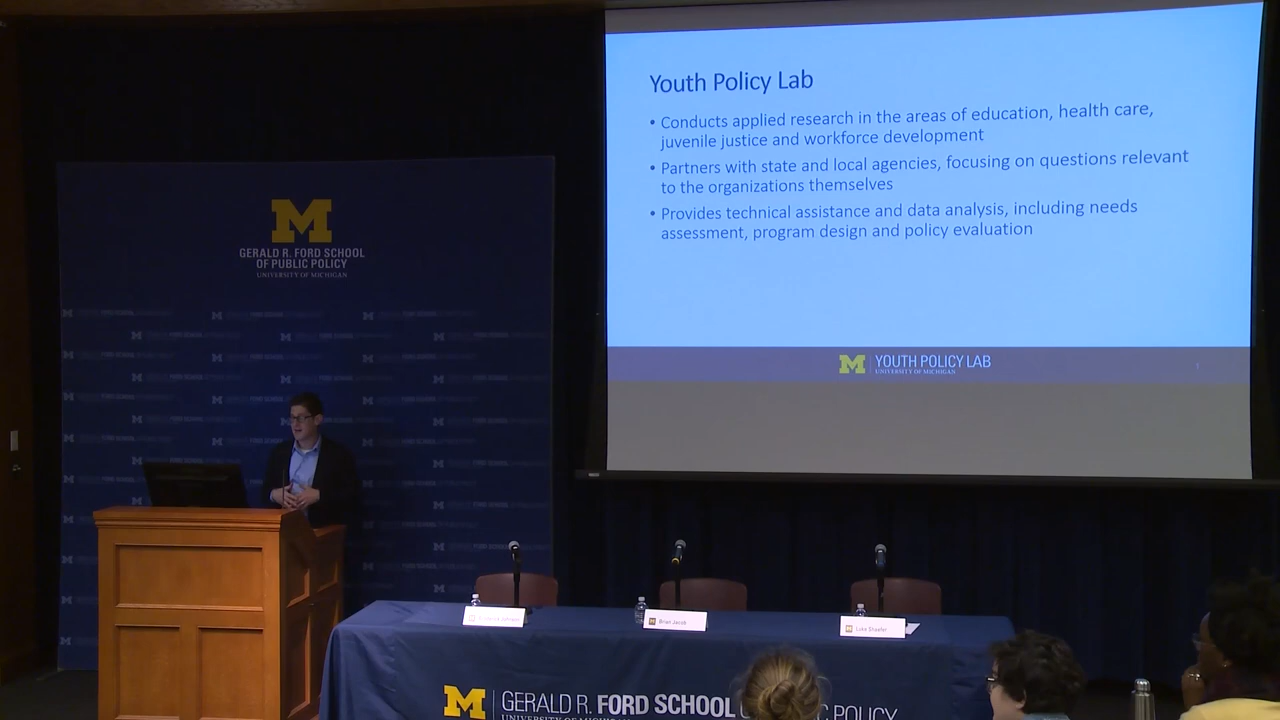 Youth Policy Lab
• Conducts applied research in the areas of education, health care,
juvenile justice and workforce development
• Partners with state and local agencies, focusing on questions relevant
to the organizations themselves
• Provides technical assistance and data analysis, including needs
assessment, program design and policy evaluation
M YOUTH POLICY LAB
UNIVERSITY OF MICHIGAN
M
GERALD R. FORD SCHOOL
OF PUBLIC POLICY
UNIVERSITY OF MICHIGAN
Brian Jacob
Luke Shaefer
M GERALD R. FORD SCHOOL
POLICY